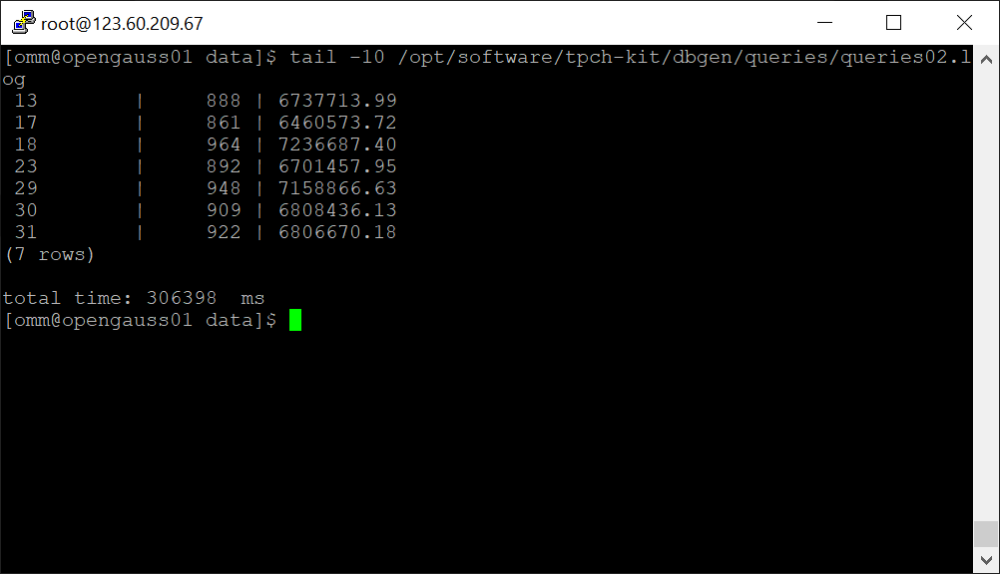 root@123.60.209.67
[omm@opengauss01 data]$ tail -10 /opt/software/tpch-kit/dbgen/queries/queries02.l
og
 13        |      888 | 6737713.99
 17        |      861 | 6460573.72
 18        |      964 | 7236687.40
 23        |      892 | 6701457.95
 29        |      948 | 7158866.63
 30        |      909 | 6808436.13
 31        |      922 | 6806670.18
(7 rows)
total time: 306398  ms
[omm@opengauss01 data]$